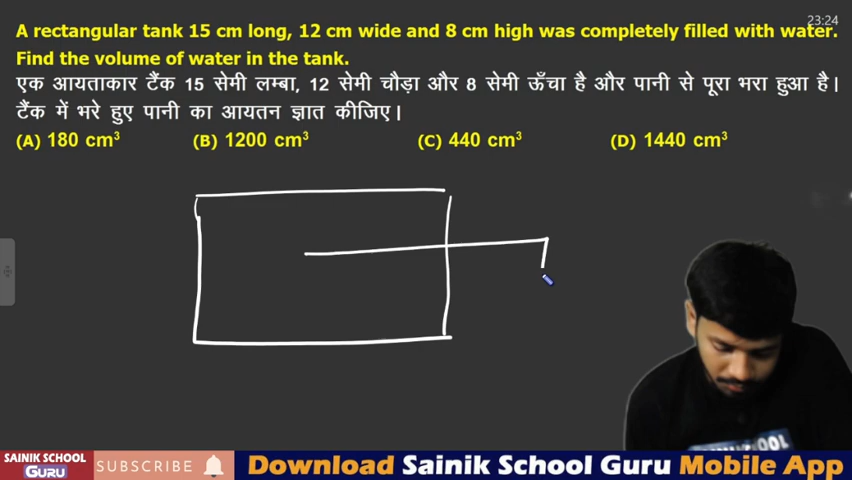 23:24
A rectangular tank 15 cm long, 12 cm wide and 8 cm high was completely filled with water.
Find the volume of water in the tank.
एक आयताकार टैंक 15 सेमी लम्बा, 12 सेमी चौड़ा और 8 सेमी ऊँचा है और पानी से पूरा भरा हुआ है।
टैंक में भरे हुए पानी का आयतन ज्ञात कीजिए।
(A) 180 cm³ (B) 1200 cm³ (C) 440 cm³ (D) 1440 cm³
SAINIK SCHOOL
GURU
SUBSCRIBE
Download Sainik School Guru Mobile App